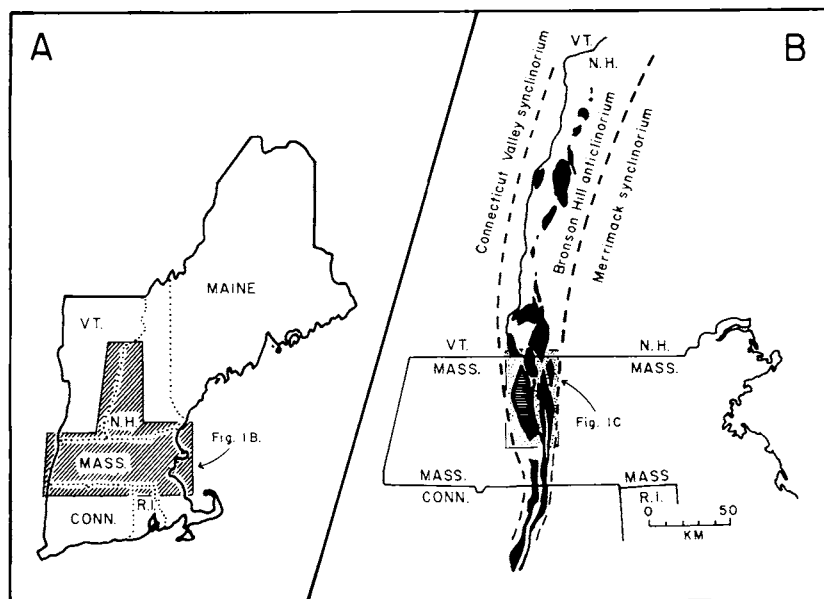 A
MAINE
VT.
N.H.
Fig. 1B.
MASS.
CONN.
R.I.
B
VT.
N.H.
Connecticut Valley synclinorium
Bronson Hill anticlinorium
Merrimack synclinorium
VT.
MASS.
N.H.
MASS.
Fig. 1C
MASS.
CONN.
MASS
R.I.
0 50
KM